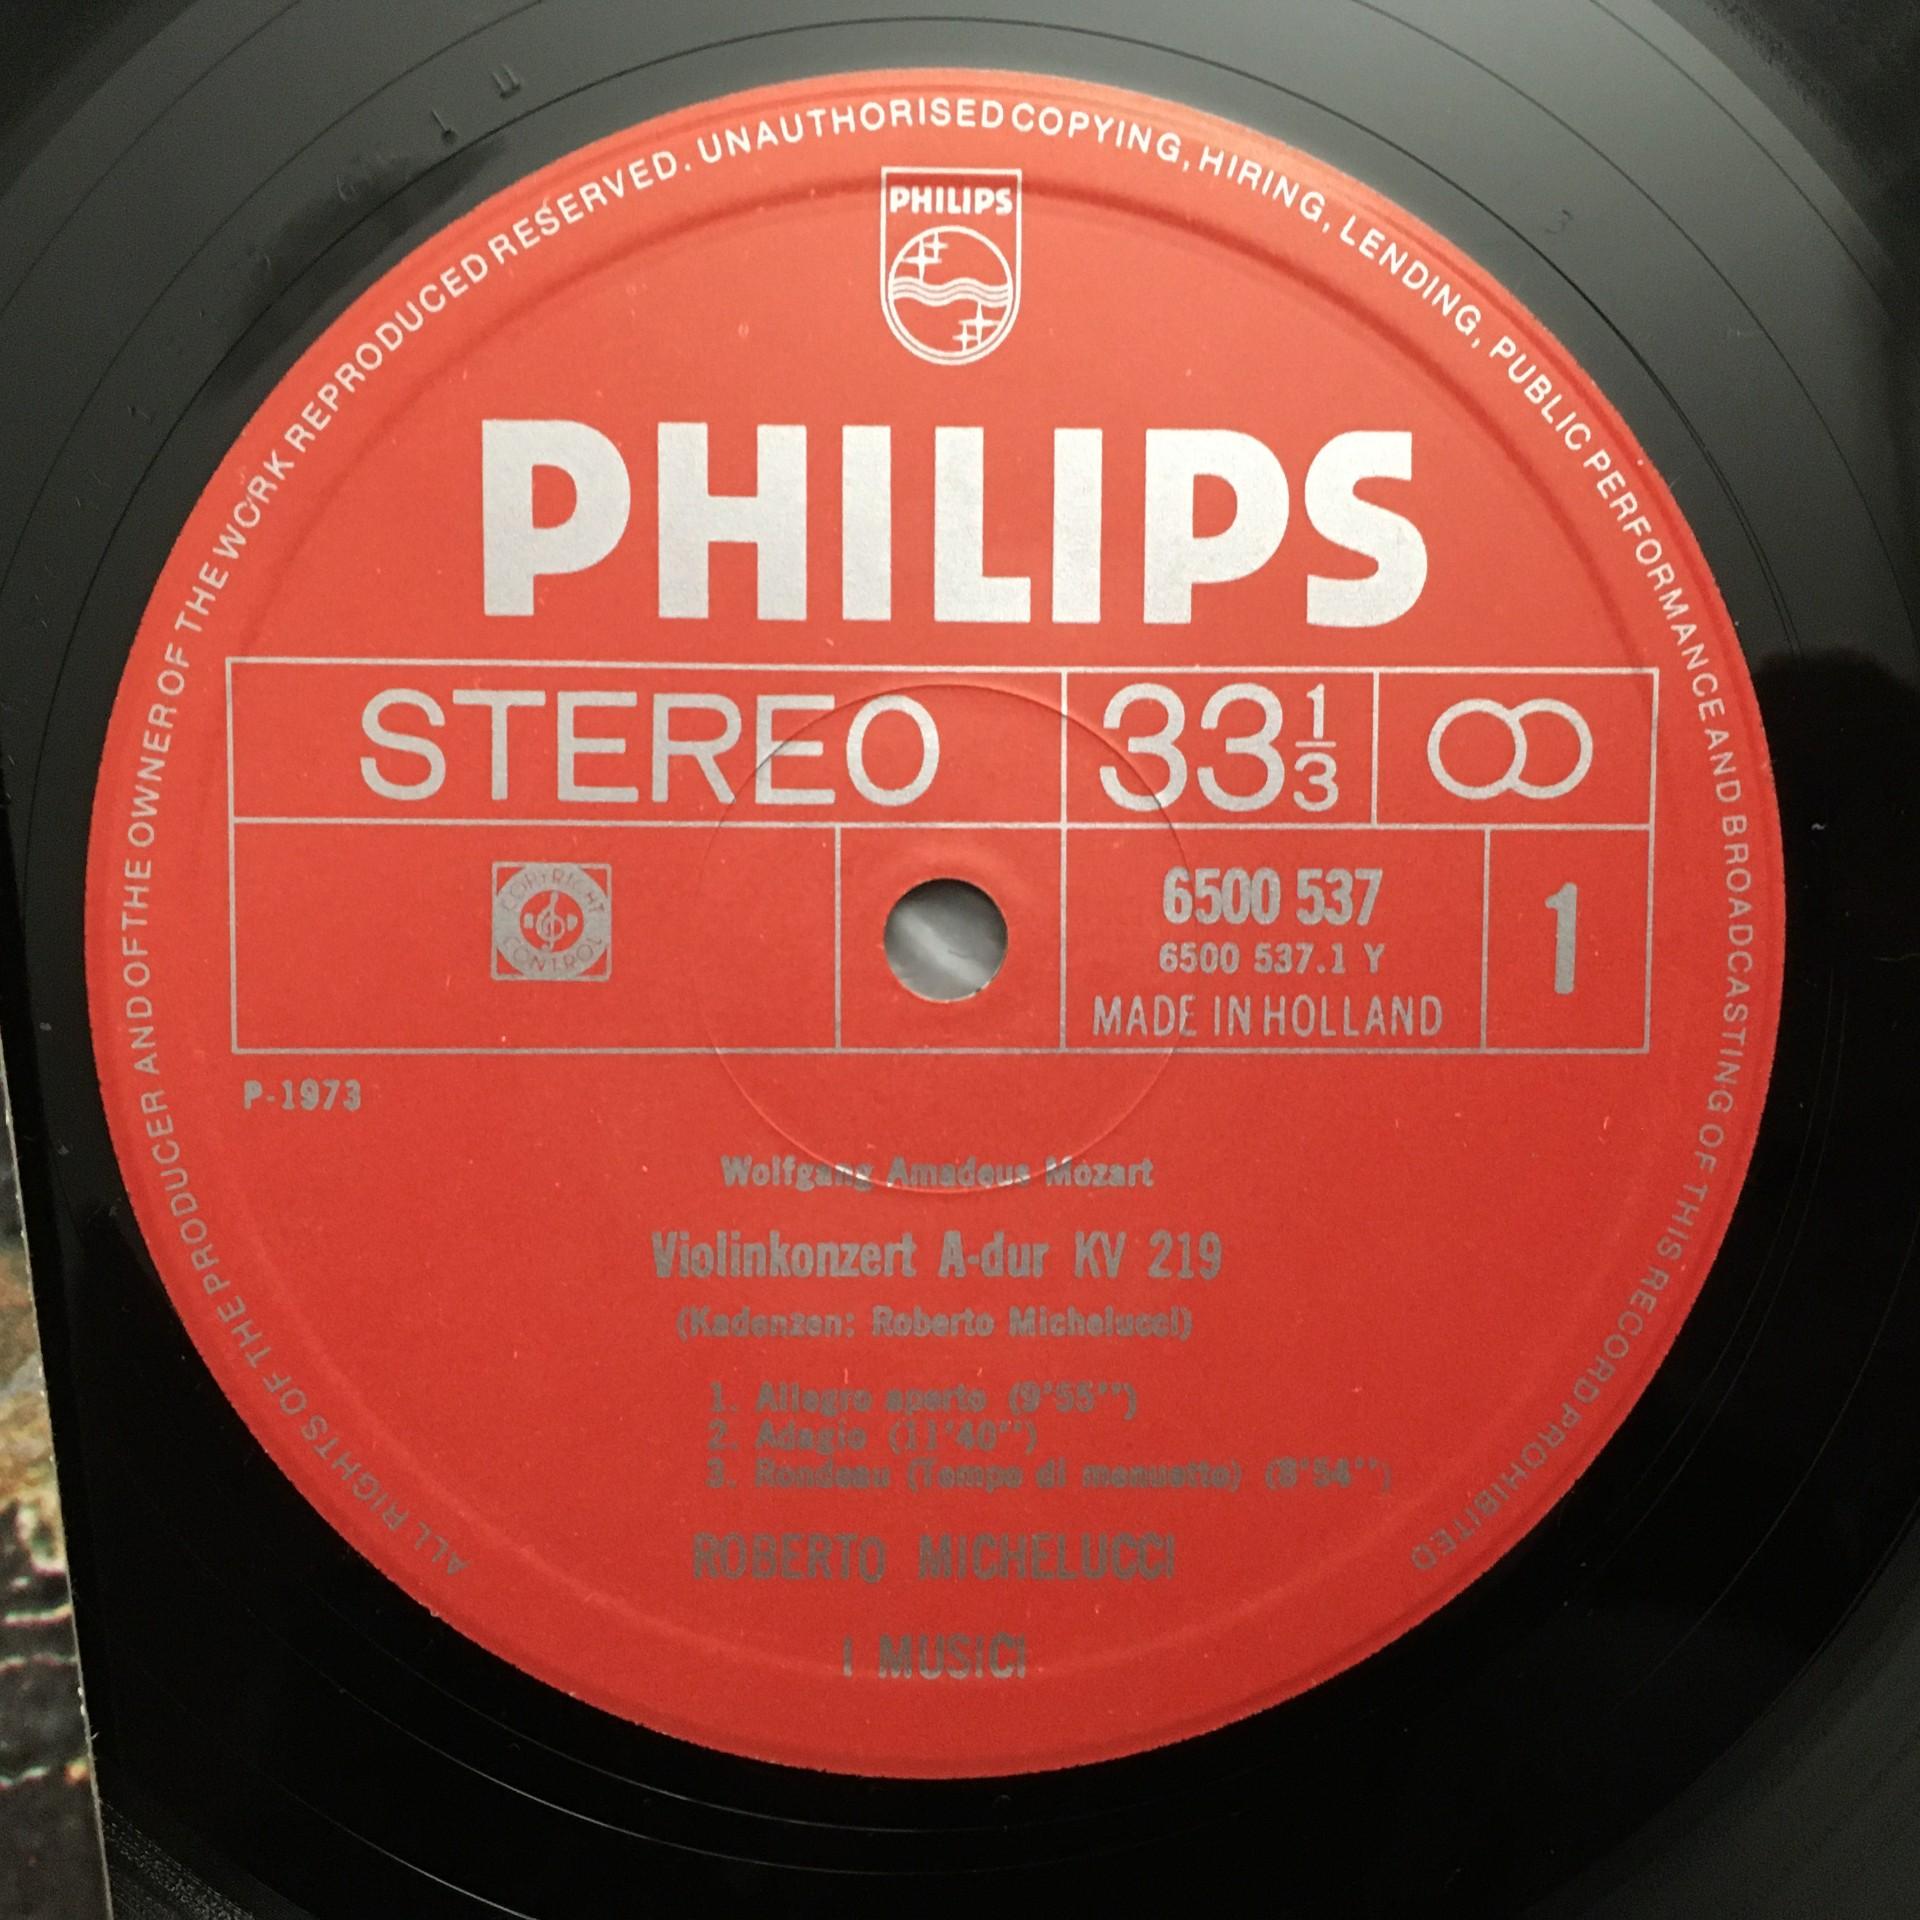 ALL RIGHTS OF THE PRODUCER AND OF THE OWNER OF THE WORK REPRODUCED RESERVED. UNAUTHORISED COPYING, HIRING, LENDING, PUBLIC PERFORMANCE AND BROADCASTING OF THIS RECORD PROHIBITED
PHILIPS
PHILIPS
STEREO 33 1/3
COPYRIGHT CONTROL
6500 537
6500 537.1 Y
MADE IN HOLLAND
1
P-1973
Wolfgang Amadeus Mozart
Violinkonzert A-dur KV 219
(Kadenzen: Roberto Michelucci)
1. Allegro aperto (9'55'')
2. Adagio (11'40'')
3. Rondeau (Tempo di menuetto) (8'54'')
ROBERTO MICHELUCCI
I MUSICI